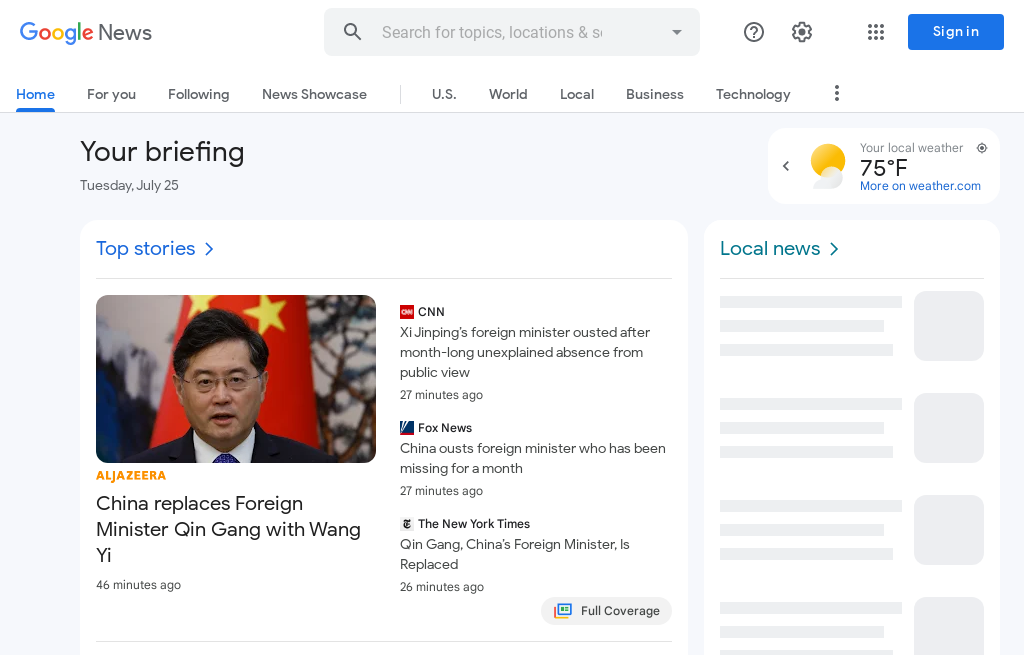 Google News
Search for topics, locations & so
Sign in
Home
For you
Following
News Showcase
U.S.
World
Local
Business
Technology
Your briefing
Tuesday, July 25
Your local weather
75°F
More on weather.com
Top stories
Local news
ALJAZEERA
China replaces Foreign
Minister Qin Gang with Wang
Yi
46 minutes ago
CNN
Xi Jinping's foreign minister ousted after
month-long unexplained absence from
public view
27 minutes ago
Fox News
China ousts foreign minister who has been
missing for a month
27 minutes ago
The New York Times
Qin Gang, China's Foreign Minister, Is
Replaced
26 minutes ago
Full Coverage